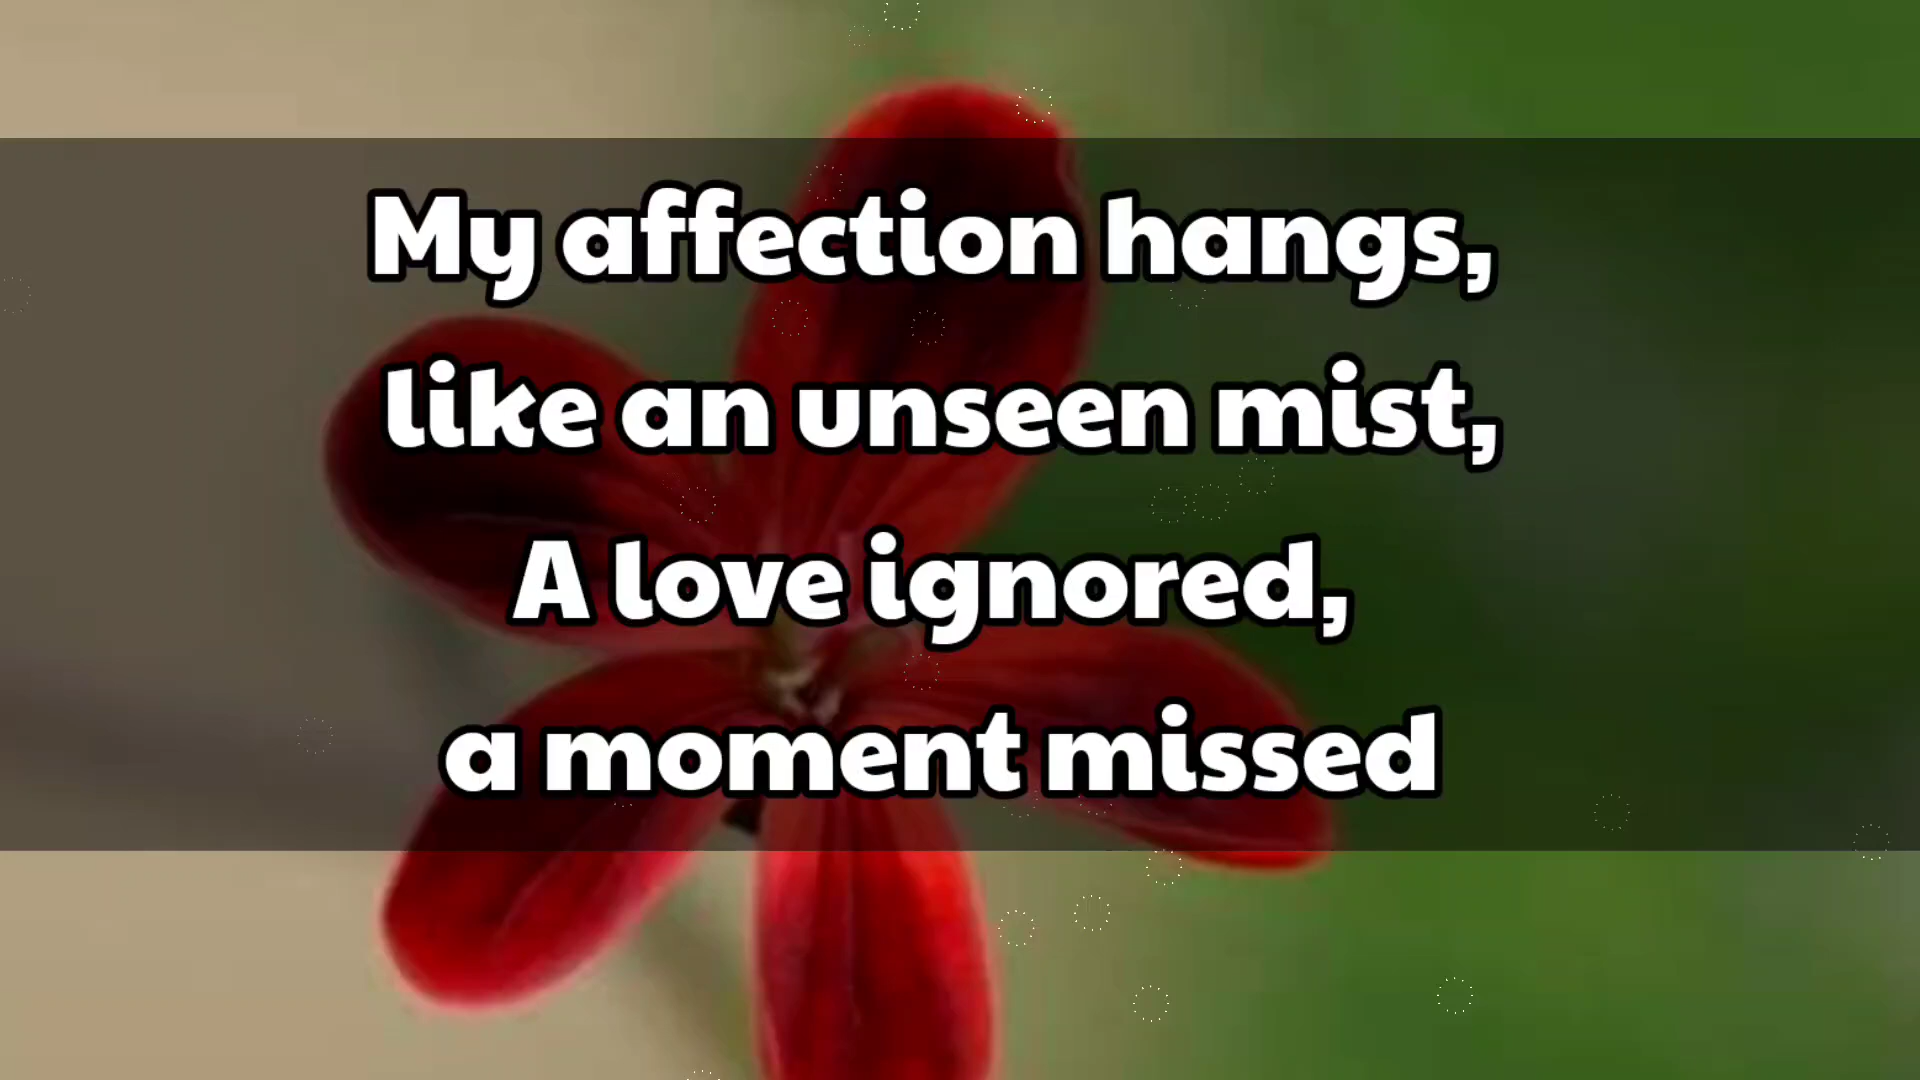 My affection hangs,
like an unseen mist,
A love ignored,
a moment missed